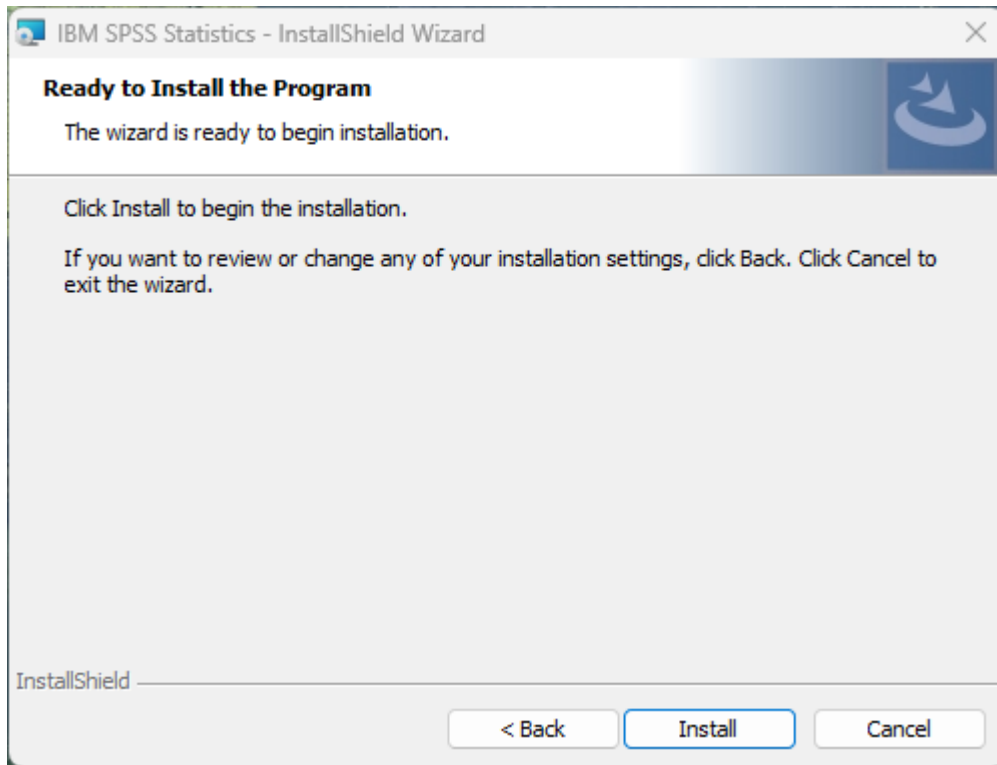 IBM SPSS Statistics - InstallShield Wizard
Ready to Install the Program
The wizard is ready to begin installation.
Click Install to begin the installation.
If you want to review or change any of your installation settings, click Back. Click Cancel to
exit the wizard.
InstallShield
< Back Install Cancel